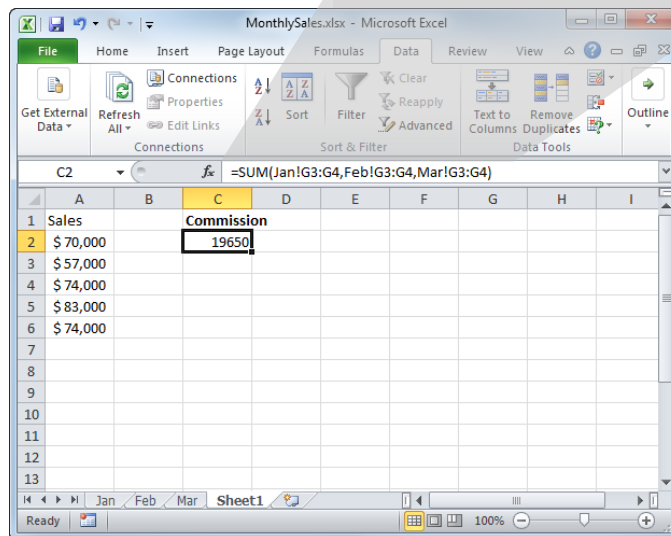 MonthlySales.xlsx - Microsoft Excel
File Home Insert Page Layout Formulas Data Review View
Get External Data
Refresh All
Connections
Properties
Edit Links
Connections
Sort
Filter
Clear
Reapply
Advanced
Sort & Filter
Text to Columns
Remove Duplicates
Data Tools
Outline
C2 fx =SUM(Jan!G3:G4,Feb!G3:G4,Mar!G3:G4)
A B C D E F G H I
1 Sales Commission
2 $ 70,000 19650
3 $ 57,000
4 $ 74,000
5 $ 83,000
6 $ 74,000
7
8
9
10
11
12
13
Jan Feb Mar Sheet1
Ready 100%